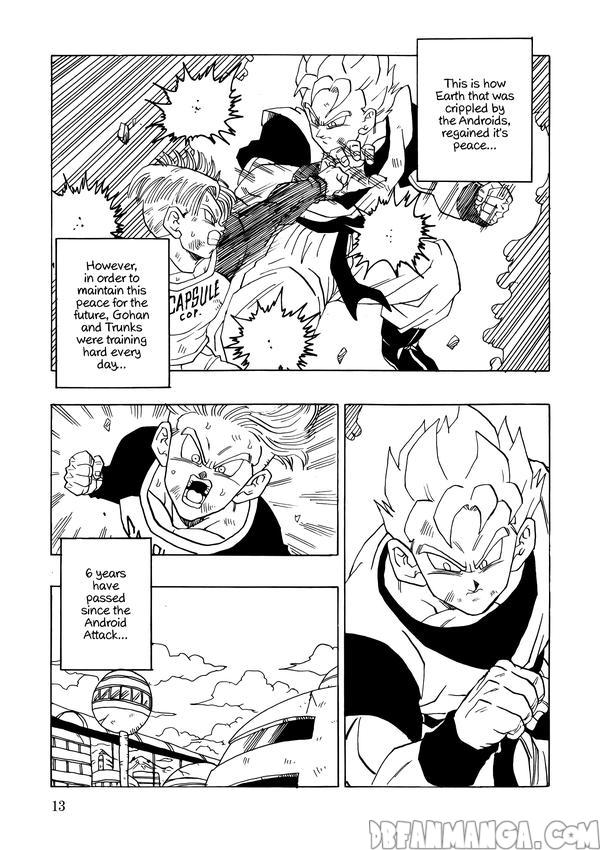 This is how
Earth that was
crippled by
the Androids,
regained it's
peace...
However,
in order to
maintain this
peace for the
future, Gohan
and Trunks
were training
hard every
day...
CAPSULE
COP.
6 years
have
passed
since the
Android
Attack...
13
DBFANMANGA.COM